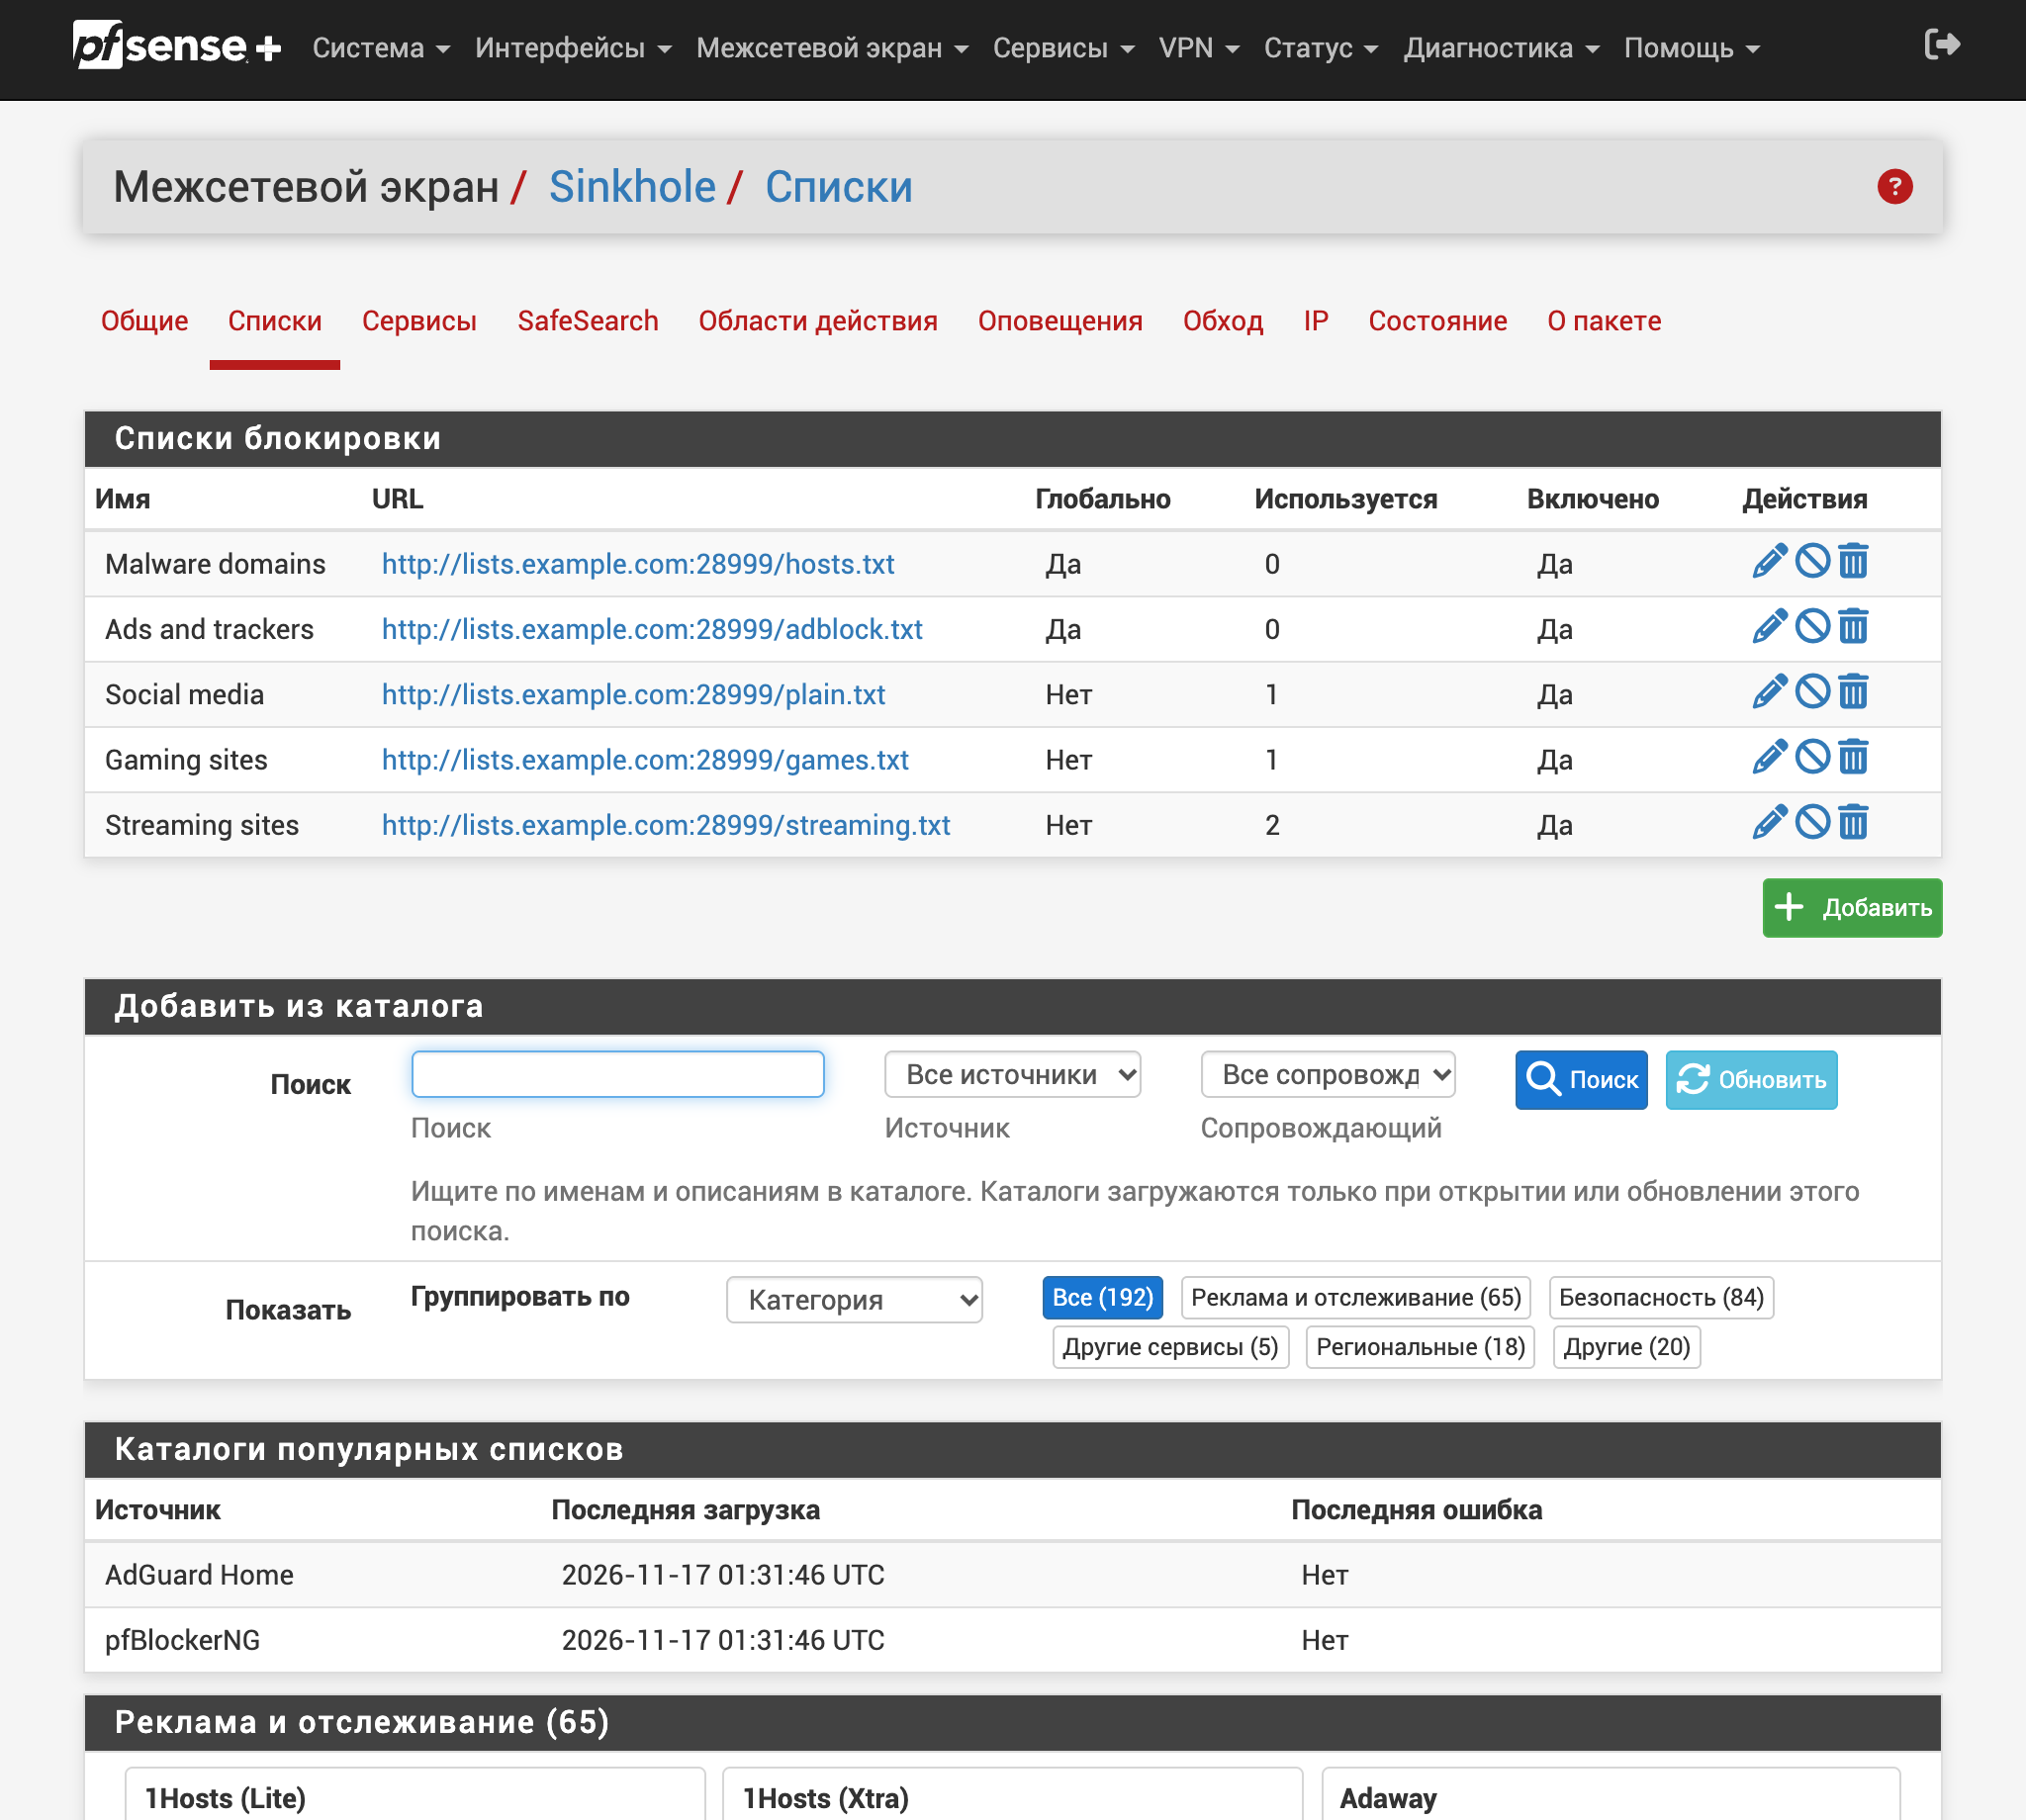 pfsense+ Система Интерфейсы Межсетевой экран Сервисы VPN Статус Диагностика Помощь
Межсетевой экран / Sinkhole / Списки ?
Общие Списки Сервисы SafeSearch Области действия Оповещения Обход IP Состояние О пакете
Списки блокировки
Имя URL Глобально Используется Включено Действия
Malware domains http://lists.example.com:28999/hosts.txt Да 0 Да
Ads and trackers http://lists.example.com:28999/adblock.txt Да 0 Да
Social media http://lists.example.com:28999/plain.txt Нет 1 Да
Gaming sites http://lists.example.com:28999/games.txt Нет 1 Да
Streaming sites http://lists.example.com:28999/streaming.txt Нет 2 Да
Добавить
Добавить из каталога
Поиск Все источники Все сопровожд Поиск Обновить
Поиск Источник Сопровождающий
Ищите по именам и описаниям в каталоге. Каталоги загружаются только при открытии или обновлении этого
поиска.
Показать Группировать по Категория Все (192) Реклама и отслеживание (65) Безопасность (84)
Другие сервисы (5) Региональные (18) Другие (20)
Каталоги популярных списков
Источник Последняя загрузка Последняя ошибка
AdGuard Home 2026-11-17 01:31:46 UTC Нет
pfBlockerNG 2026-11-17 01:31:46 UTC Нет
Реклама и отслеживание (65)
1Hosts (Lite) 1Hosts (Xtra) Adaway